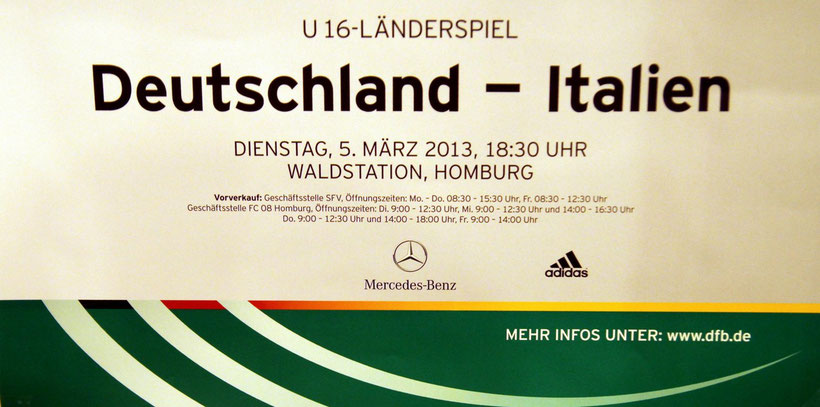 U 16-LÄNDERSPIEL
Deutschland – Italien
DIENSTAG, 5. MÄRZ 2013, 18:30 UHR
WALDSTATION, HOMBURG
Vorverkauf: Geschäftsstelle SFV, Öffnungszeiten: Mo. – Do. 08:30 – 15:30 Uhr, Fr. 08:30 – 12:30 Uhr
Geschäftsstelle FC 08 Homburg, Öffnungszeiten: Di. 9:00 – 12:30 Uhr, Mi. 9:00 – 12:30 Uhr und 14:00 – 16:30 Uhr
Do. 9:00 – 12:30 Uhr und 14:00 – 18:00 Uhr, Fr. 9:00 – 14:00 Uhr
Mercedes-Benz
adidas
MEHR INFOS UNTER: www.dfb.de